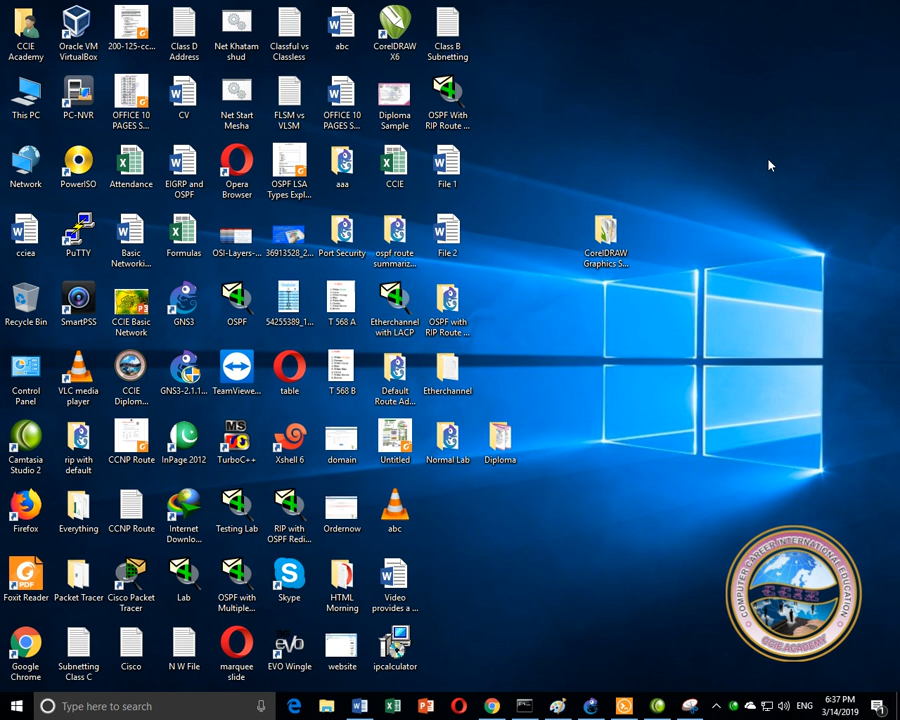 CCIE
Academy
Oracle VM
VirtualBox
200-125-cc...
Class D
Address
Net Khatam
shud
Classful vs
Classless
abc
CorelDRAW
X6
Class B
Subnetting
This PC
PC-NVR
OFFICE 10
PAGES S...
CV
Net Start
Mesha
FLSM vs
VLSM
OFFICE 10
PAGES S...
Diploma
Sample
OSPF With
RIP Route ...
Network
PowerISO
Attendance
EIGRP and
OSPF
Opera
Browser
OSPF LSA
Types Expl...
aaa
CCIE
File 1
cciea
PuTTY
Basic
Networki...
Formulas
OSI-Layers-...
36913528_2...
Port Security
ospf route
summariz...
File 2
CorelDRAW
Graphics S...
Recycle Bin
SmartPSS
CCIE Basic
Network
GNS3
OSPF
54255389_1...
T 568 A
Etherchannel
with LACP
OSPF with
RIP Route ...
Control
Panel
VLC media
player
CCIE
Diplom...
GNS3-2.1.1...
TeamViewe...
table
T 568 B
Default
Route Ad...
Etherchannel
Camtasia
Studio 2
rip with
default
CCNP Route
InPage 2012
MS
TurboC++
Xshell 6
domain
Untitled
Normal Lab
Diploma
Firefox
Everything
CCNP Route
Internet
Downlo...
Testing Lab
RIP with
OSPF Redi...
Ordernow
abc
PDF
Foxit Reader
Packet Tracer
Cisco Packet
Tracer
Lab
OSPF with
Multiple...
Skype
HTML
Morning
Video
provides a ...
Google
Chrome
Subnetting
Class C
Cisco
N W File
marquee
slide
EVO
EVO Wingle
website
ipcalculator
COMPUTER CAREER INTERNATIONAL EDUCATION
CCIE
CCIE ACADEMY
Type here to search
ENG
6:37 PM
3/14/2019
1